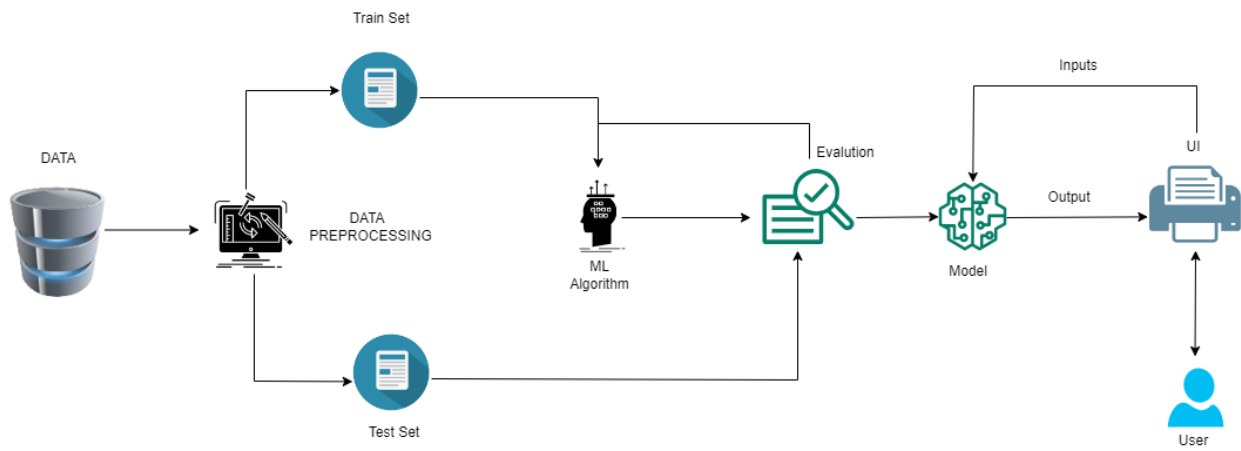 Train Set
Inputs
DATA
Evalution
UI
Output
DATA
PREPROCESSING
ML
Algorithm
Model
Test Set
User